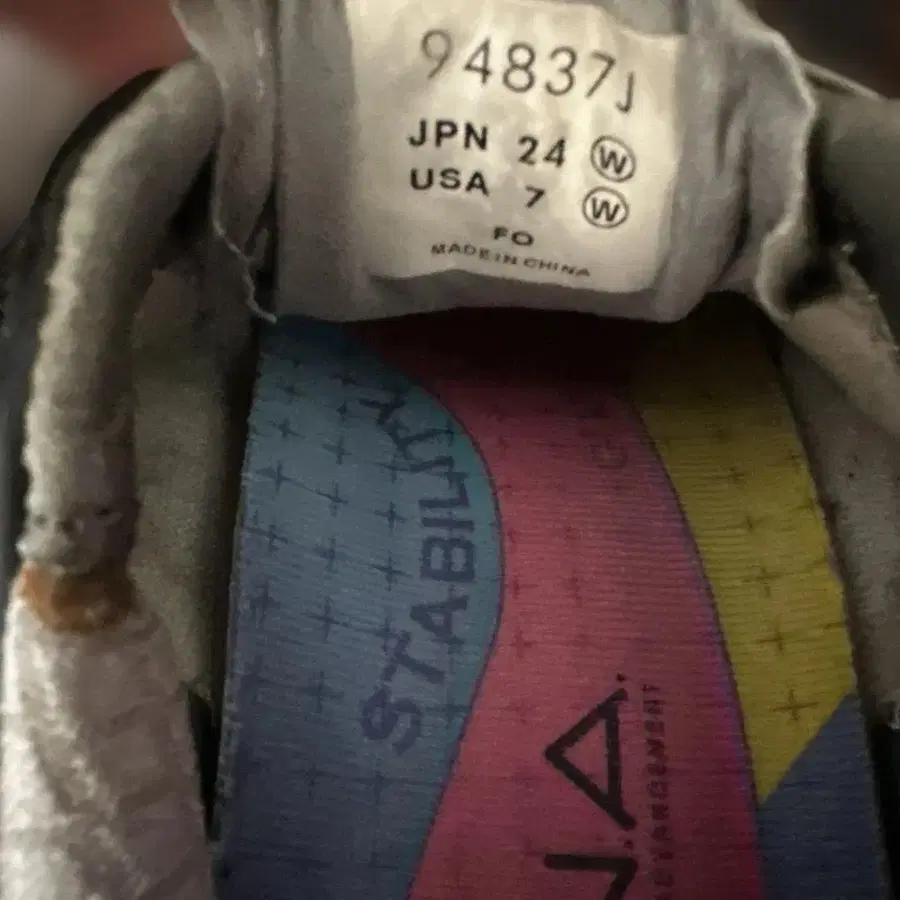 94837J
JPN 24 W
USA 7 W
FO
MADE IN CHINA
STABILITY